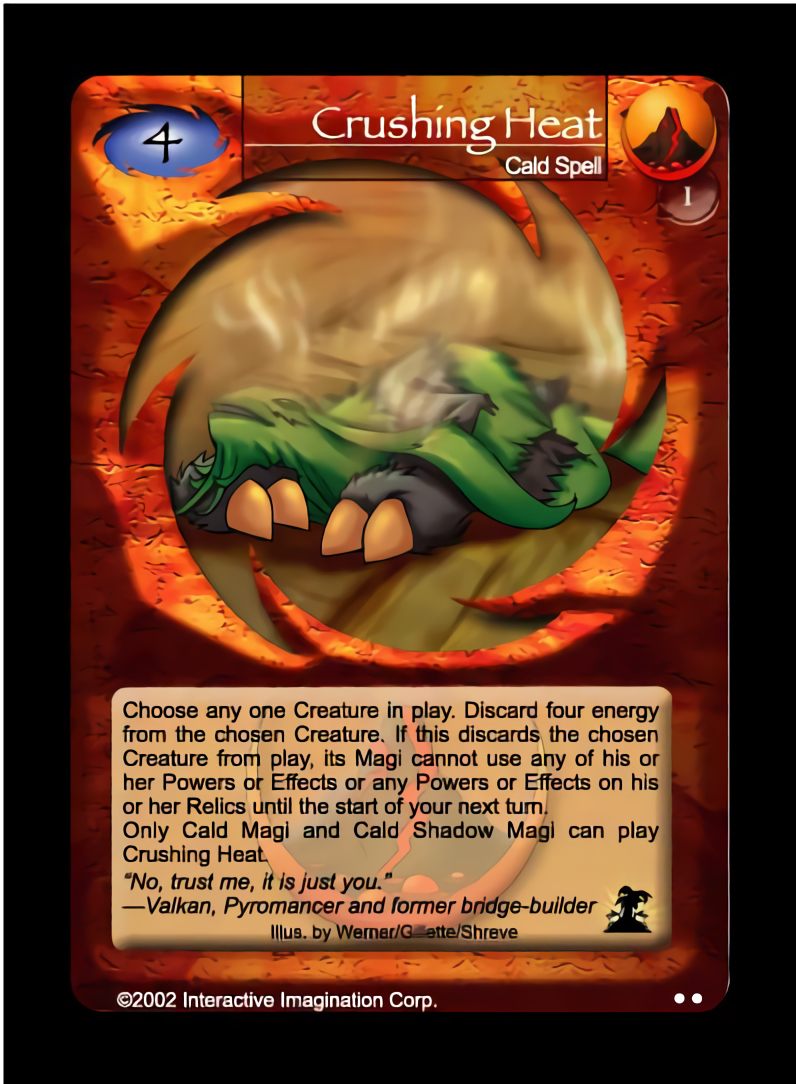 4
Crushing Heat
Cald Spell
I
Choose any one Creature in play. Discard four energy
from the chosen Creature. If this discards the chosen
Creature from play, its Magi cannot use any of his or
her Powers or Effects or any Powers or Effects on his
or her Relics until the start of your next turn.
Only Cald Magi and Cald Shadow Magi can play
Crushing Heat.
"No, trust me, it is just you."
—Valkan, Pyromancer and former bridge-builder
Illus. by Werner/ /Shreve
©2002 Interactive Imagination Corp.